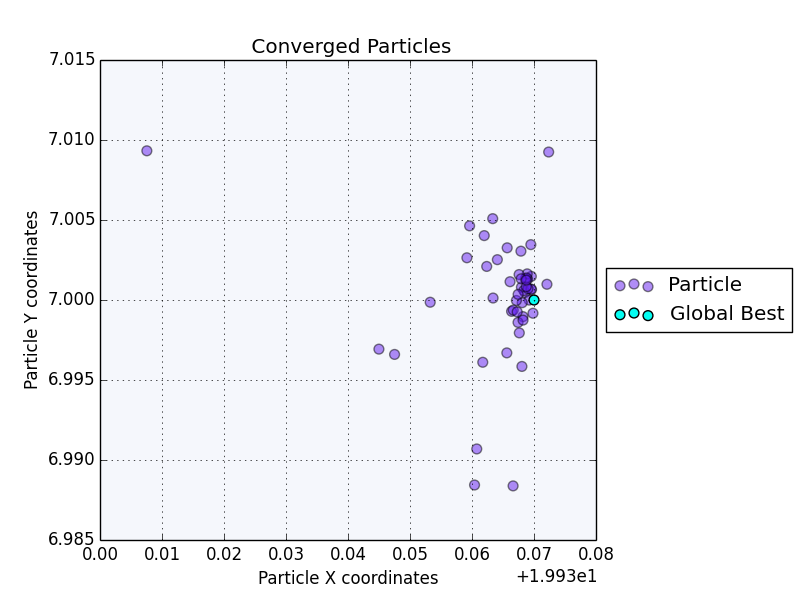 Converged Particles
7.015
7.010
7.005
7.000
6.995
6.990
6.985
Particle Y coordinates
0.00 0.01 0.02 0.03 0.04 0.05 0.06 0.07 0.08
Particle X coordinates
+1.993e1
Particle
Global Best